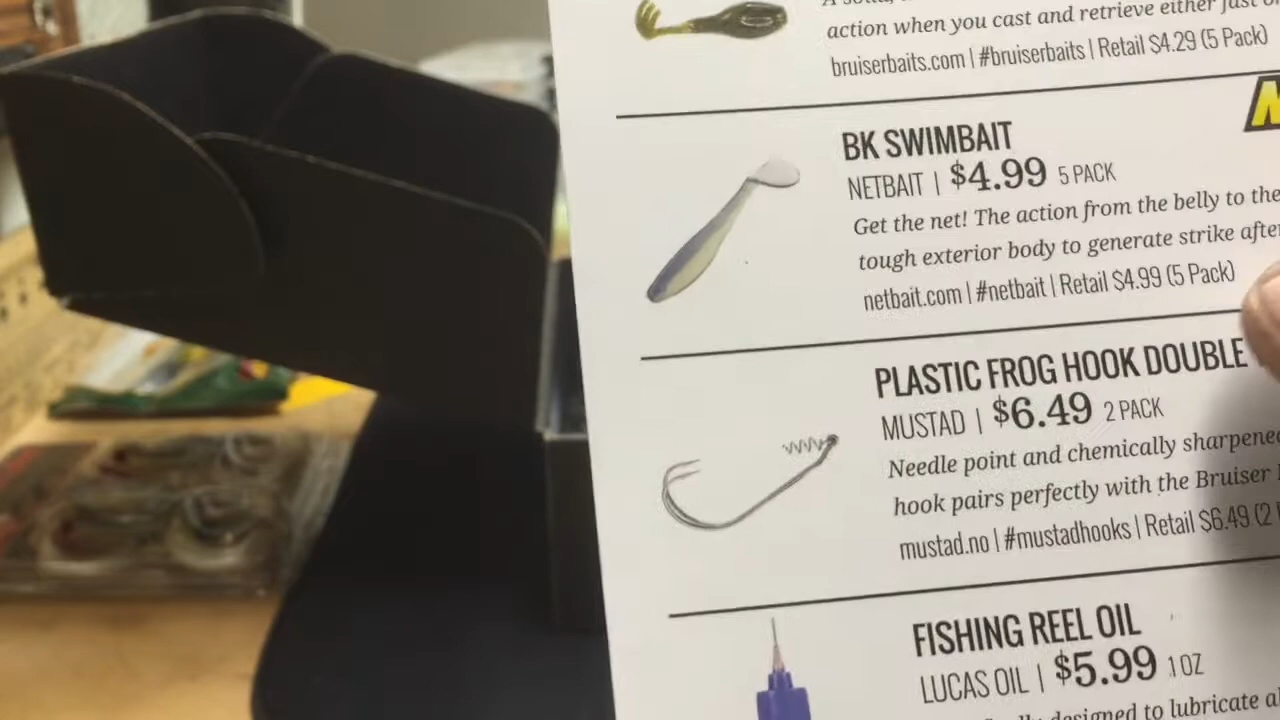 action when you cast and retrieve either just
bruiserbaits.com | #bruiserbaits | Retail $4.29 (5 Pack)
BK SWIMBAIT
NETBAIT | $4.99 5 PACK
Get the net! The action from the belly to the
tough exterior body to generate strike after
netbait.com | #netbait | Retail $4.99 (5 Pack)
PLASTIC FROG HOOK DOUBLE
MUSTAD | $6.49 2 PACK
Needle point and chemically sharpened
hook pairs perfectly with the Bruiser
mustad.no | #mustadhooks | Retail $6.49 (2
FISHING REEL OIL
LUCAS OIL | $5.99 1 OZ
designed to lubricate